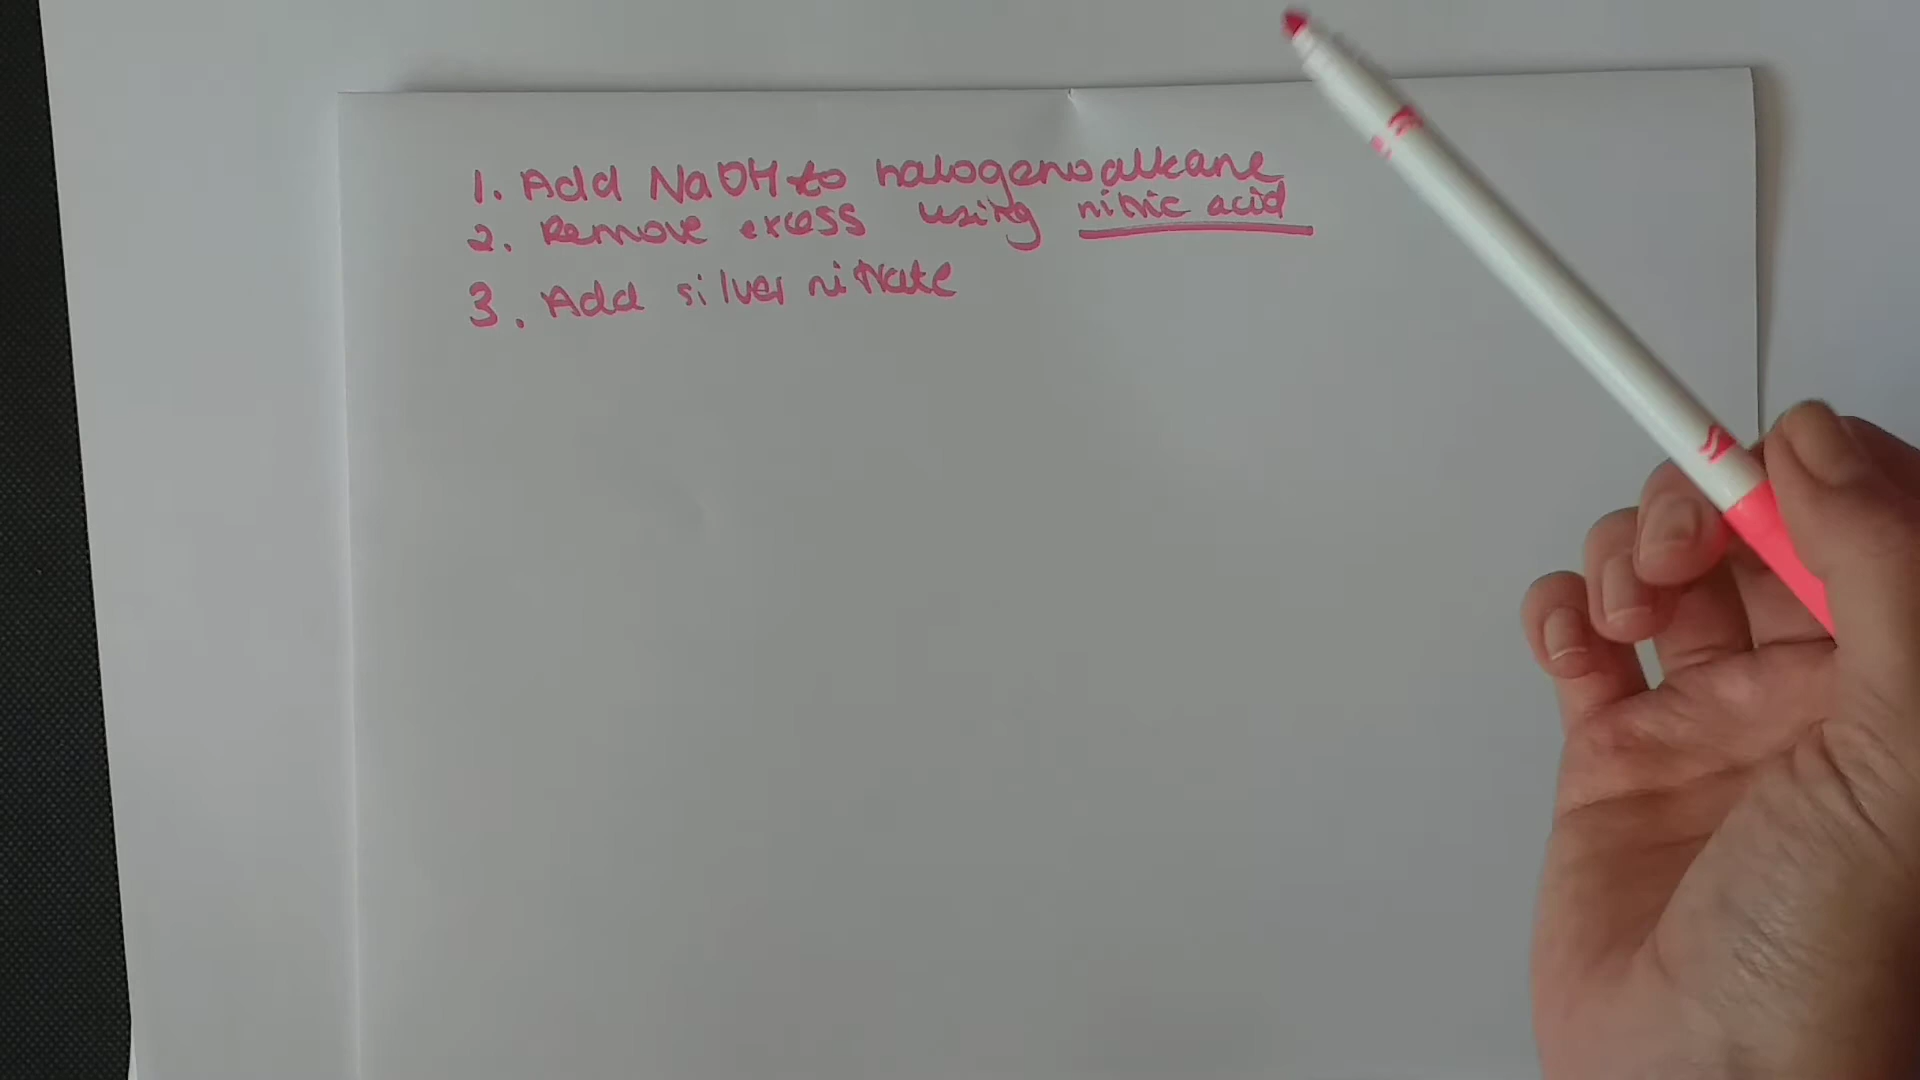 1. Add NaOH to halogenoalkane
2. Remove excess using nitric acid
3. Add silver nitrate